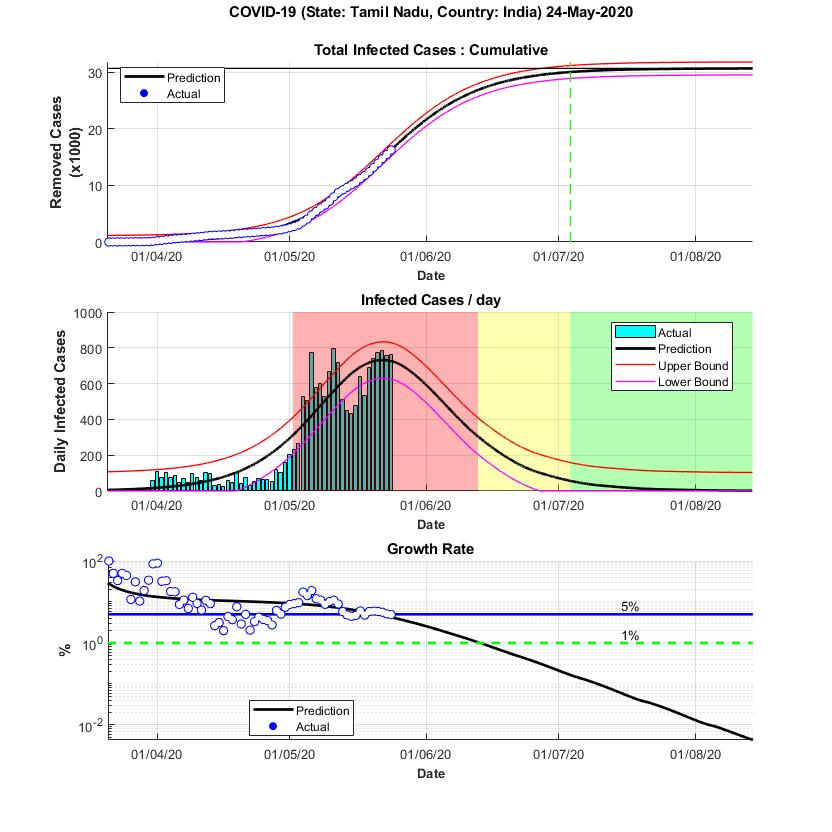 COVID-19 (State: Tamil Nadu, Country: India) 24-May-2020
Total Infected Cases : Cumulative
Removed Cases
(x1000)
30
20
10
0
Prediction
Actual
01/04/20 01/05/20 01/06/20 01/07/20 01/08/20
Date
Infected Cases / day
Daily Infected Cases
1000
800
600
400
200
0
Actual
Prediction
Upper Bound
Lower Bound
01/04/20 01/05/20 01/06/20 01/07/20 01/08/20
Date
Growth Rate
%
10^2
10^0
10^-2
5%
1%
Prediction
Actual
01/04/20 01/05/20 01/06/20 01/07/20 01/08/20
Date